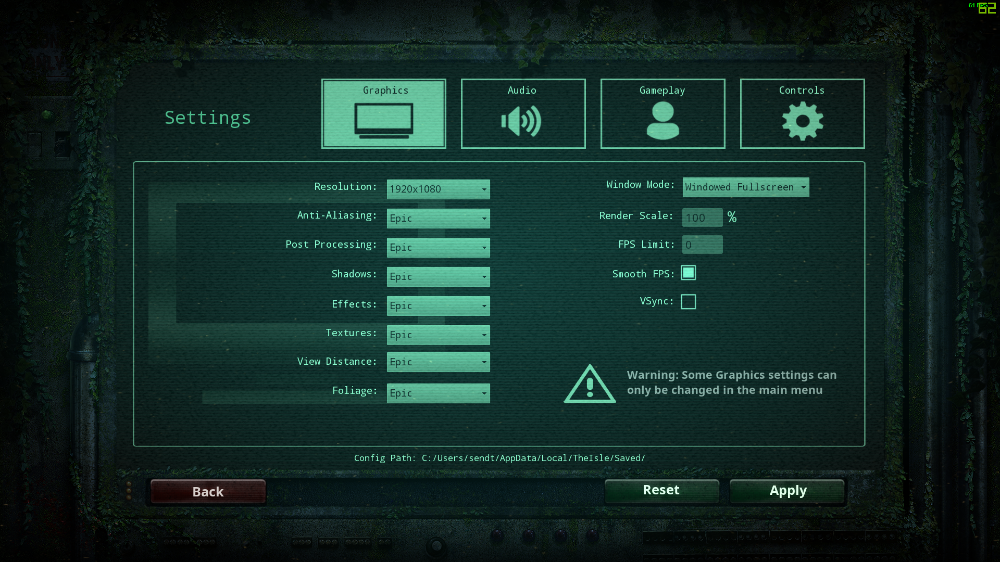 61 FPS
62
Settings
Graphics
Audio
Gameplay
Controls
Resolution: 1920x1080
Anti-Aliasing: Epic
Post Processing: Epic
Shadows: Epic
Effects: Epic
Textures: Epic
View Distance: Epic
Foliage: Epic
Window Mode: Windowed Fullscreen
Render Scale: 100 %
FPS Limit: 0
Smooth FPS:
VSync:
Warning: Some Graphics settings can
only be changed in the main menu
Config Path: C:/Users/sendt/AppData/Local/TheIsle/Saved/
Back
Reset
Apply